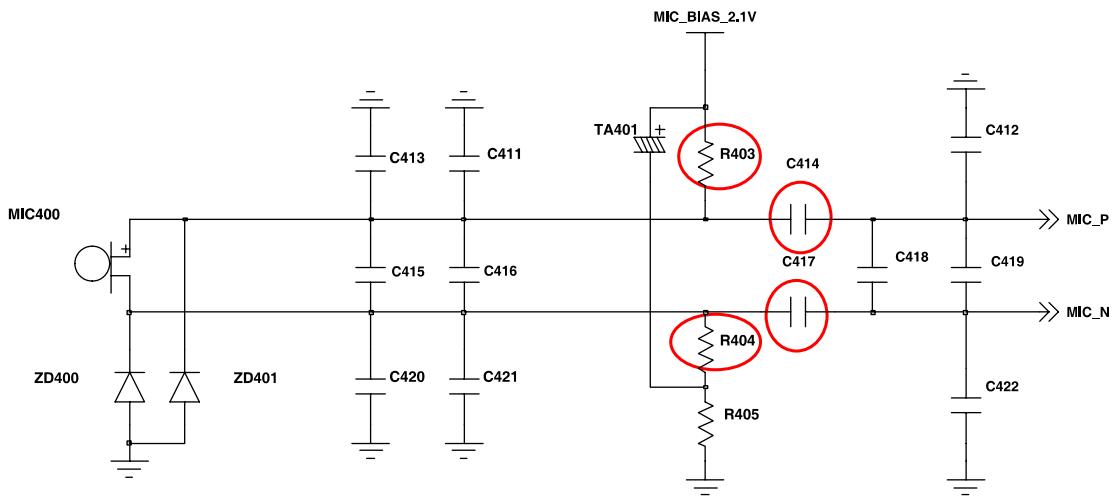 MIC_BIAS_2.1V
TA401
+
C412
C413
C411
R403
C414
MIC400
+
MIC_P
C415
C416
C417
C418
C419
MIC_N
R404
ZD400
ZD401
C420
C421
C422
R405